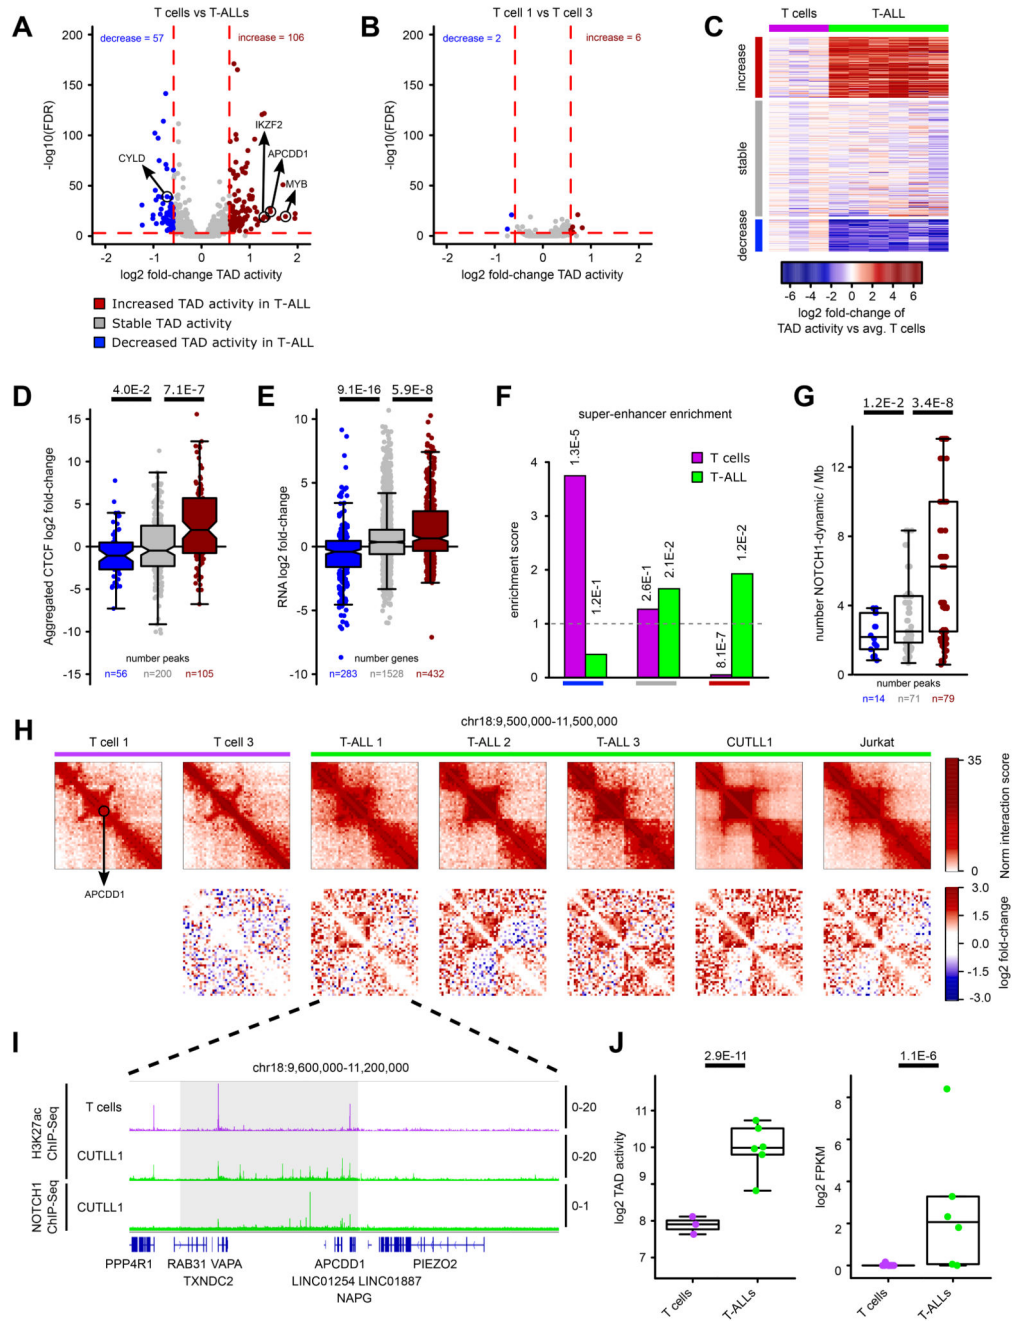 A
T cells vs T-ALLs
decrease = 57
increase = 106
200
150
100
50
0
-log10(FDR)
CYLD
IKZF2
APCDD1
MYB
-2 -1 0 1 2
log2 fold-change TAD activity
B
T cell 1 vs T cell 3
decrease = 2
increase = 6
200
150
100
50
0
-log10(FDR)
-2 -1 0 1 2
log2 fold-change TAD activity
C
T cells T-ALL
increase
stable
decrease
-6 -4 -2 0 2 4 6
log2 fold-change of
TAD activity vs avg. T cells
Increased TAD activity in T-ALL
Stable TAD activity
Decreased TAD activity in T-ALL
D
4.0E-2 7.1E-7
15
10
5
0
-5
-10
-15
Aggregated CTCF log2 fold-change
number peaks
n=56 n=200 n=105
E
9.1E-16 5.9E-8
10
5
0
-5
-10
RNA log2 fold-change
number genes
n=283 n=1528 n=432
F
super-enhancer enrichment
T cells
T-ALL
4
3
2
1
0
enrichment score
1.3E-5
1.2E-1
2.6E-1
2.1E-2
8.1E-7
1.2E-2
G
1.2E-2 3.4E-8
12
8
4
0
number NOTCH1-dynamic / Mb
number peaks
n=14 n=71 n=79
H
chr18:9,500,000-11,500,000
T cell 1 T cell 3 T-ALL 1 T-ALL 2 T-ALL 3 CUTLL1 Jurkat
APCDD1
35
0
Norm interaction score
3.0
1.5
0
-1.5
-3.0
log2 fold-change
I
chr18:9,600,000-11,200,000
H3K27ac
ChIP-Seq
NOTCH1
ChIP-Seq
T cells
0-20
CUTLL1
0-20
CUTLL1
0-1
PPP4R1 RAB31 VAPA APCDD1 PIEZO2
TXNDC2 LINC01254 LINC01887
NAPG
J
2.9E-11
11
10
9
8
7
log2 TAD activity
T cells
T-ALLs
1.1E-6
8
6
4
2
0
log2 FPKM
T cells
T-ALLs